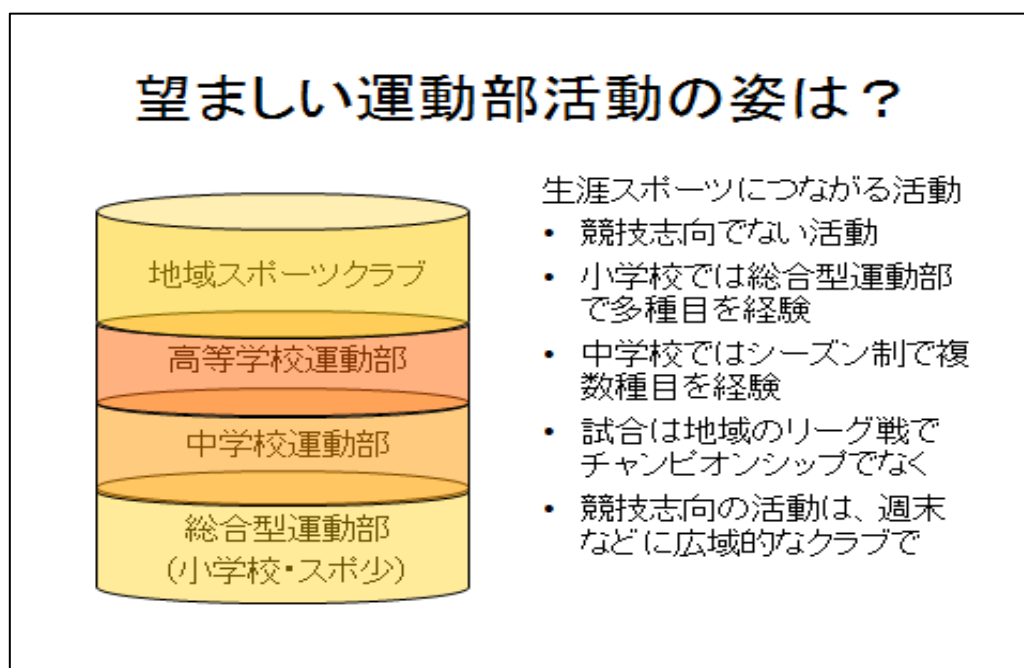 望ましい運動部活動の姿は？
地域スポーツクラブ
高等学校運動部
中学校運動部
総合型運動部
(小学校・スポ少)
生涯スポーツにつながる活動
• 競技志向でない活動
• 小学校では総合型運動部
で多種目を経験
• 中学校ではシーズン制で複
数種目を経験
• 試合は地域のリーグ戦で
チャンピオンシップでなく
• 競技志向の活動は、週末
などに広域的なクラブで